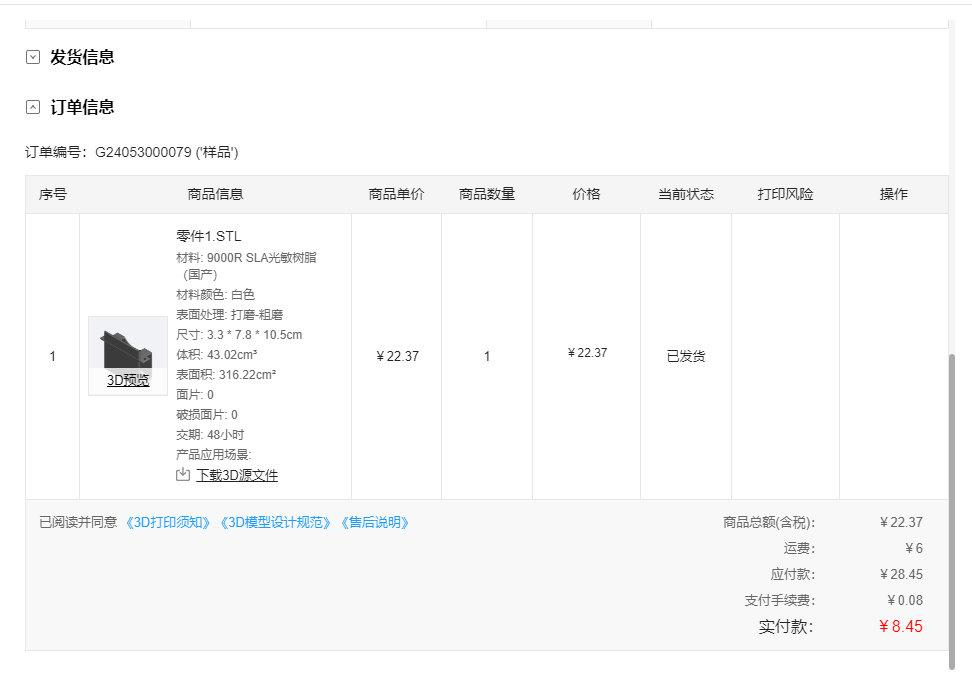 发货信息
订单信息
订单编号：G24053000079 ('样品')
序号 商品信息 商品单价 商品数量 价格 当前状态 打印风险 操作
零件1.STL
材料: 9000R SLA光敏树脂
（国产）
材料颜色: 白色
表面处理: 打磨-粗磨
尺寸: 3.3 * 7.8 * 10.5cm
体积: 43.02cm³
表面积: 316.22cm²
面片: 0
破损面片: 0
交期: 48小时
产品应用场景:
下载3D源文件
1 3D预览 ￥22.37 1 ￥22.37 已发货
已阅读并同意 《3D打印须知》 《3D模型设计规范》 《售后说明》
商品总额(含税)： ￥22.37
运费： ￥6
应付款： ￥28.45
支付手续费： ￥0.08
实付款： ￥8.45